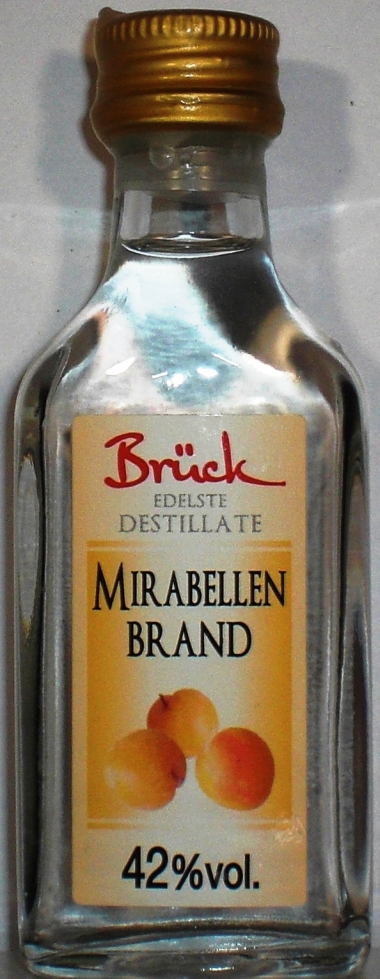 Brück
EDELSTE
DESTILLATE
MIRABELLEN
BRAND
42%vol.